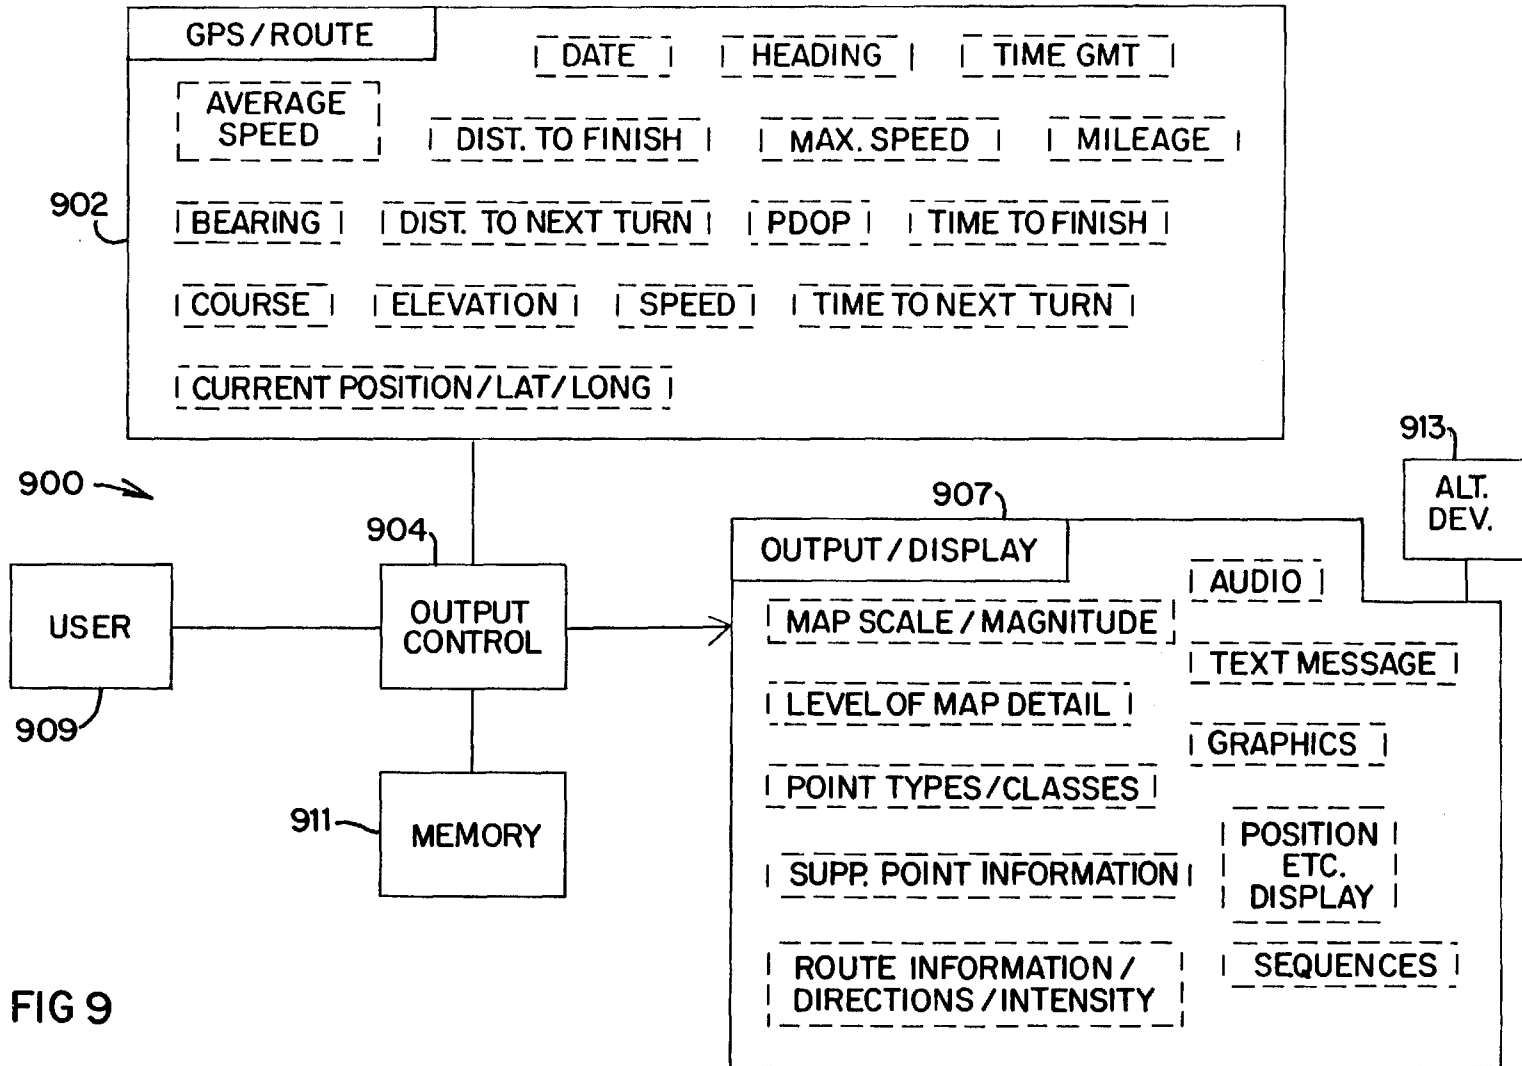 GPS/ROUTE
DATE
HEADING
TIME GMT
AVERAGE
SPEED
DIST. TO FINISH
MAX. SPEED
MILEAGE
902
BEARING
DIST. TO NEXT TURN
PDOP
TIME TO FINISH
COURSE
ELEVATION
SPEED
TIME TO NEXT TURN
CURRENT POSITION/LAT/LONG
900
904
907
913
ALT.
DEV.
USER
909
OUTPUT
CONTROL
MEMORY
911
OUTPUT/DISPLAY
AUDIO
MAP SCALE/MAGNITUDE
TEXT MESSAGE
LEVEL OF MAP DETAIL
GRAPHICS
POINT TYPES/CLASSES
POSITION
ETC.
DISPLAY
SUPP. POINT INFORMATION
SEQUENCES
ROUTE INFORMATION/
DIRECTIONS/INTENSITY
FIG 9